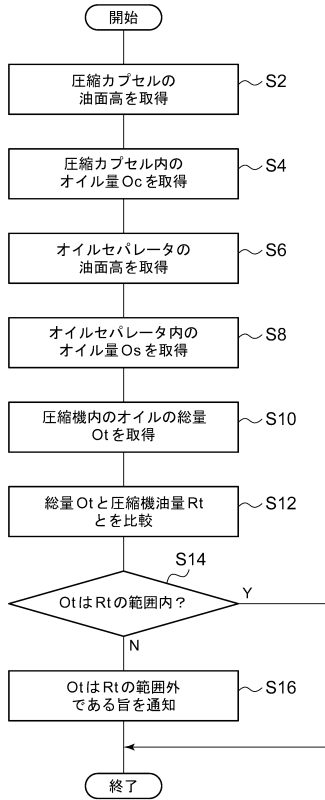 開始
圧縮カプセルの
油面高を取得
S2
圧縮カプセル内の
オイル量Ocを取得
S4
オイルセパレータの
油面高を取得
S6
オイルセパレータ内の
オイル量Osを取得
S8
圧縮機内のオイルの総量
Otを取得
S10
総量Otと圧縮機油量Rt
とを比較
S12
S14
OtはRtの範囲内？
Y
N
OtはRtの範囲外
である旨を通知
S16
終了